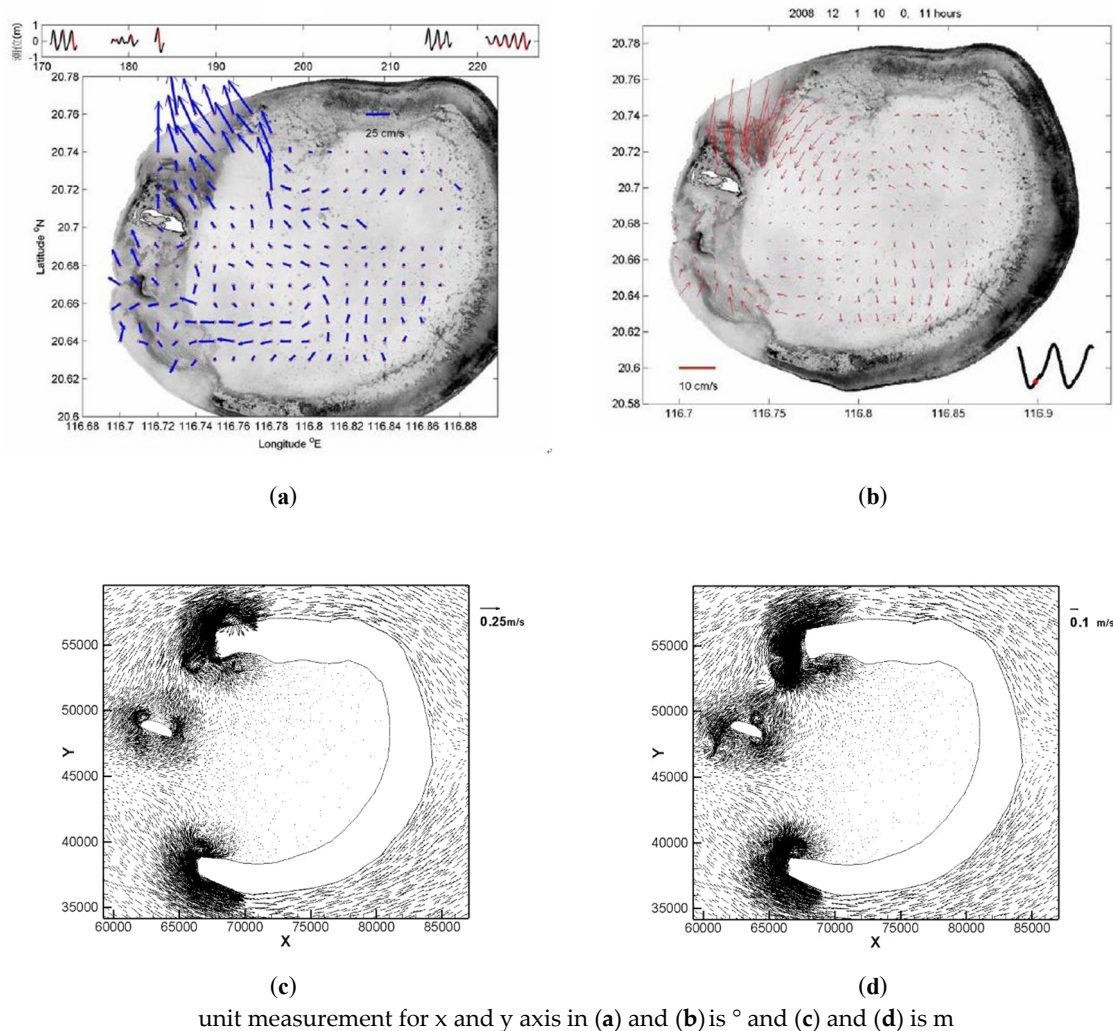 潮位(m)
1
0
-1
170 180 190 200 210 220
20.78
20.76
20.74
20.72
20.7
20.68
20.66
20.64
20.62
20.6
Latitude °N
25 cm/s
116.68 116.7 116.72 116.74 116.76 116.78 116.8 116.82 116.84 116.86 116.88
Longitude °E
(a)
2008 12 1 10 0, 11 hours
20.78
20.76
20.74
20.72
20.7
20.68
20.66
20.64
20.62
20.6
20.58
10 cm/s
116.7 116.75 116.8 116.85 116.9
(b)
0.25m/s
55000
50000
45000
40000
35000
Y
60000 65000 70000 75000 80000 85000
X
(c)
0.1 m/s
55000
50000
45000
40000
35000
Y
60000 65000 70000 75000 80000 85000
X
(d)
unit measurement for x and y axis in (a) and (b) is ° and (c) and (d) is m